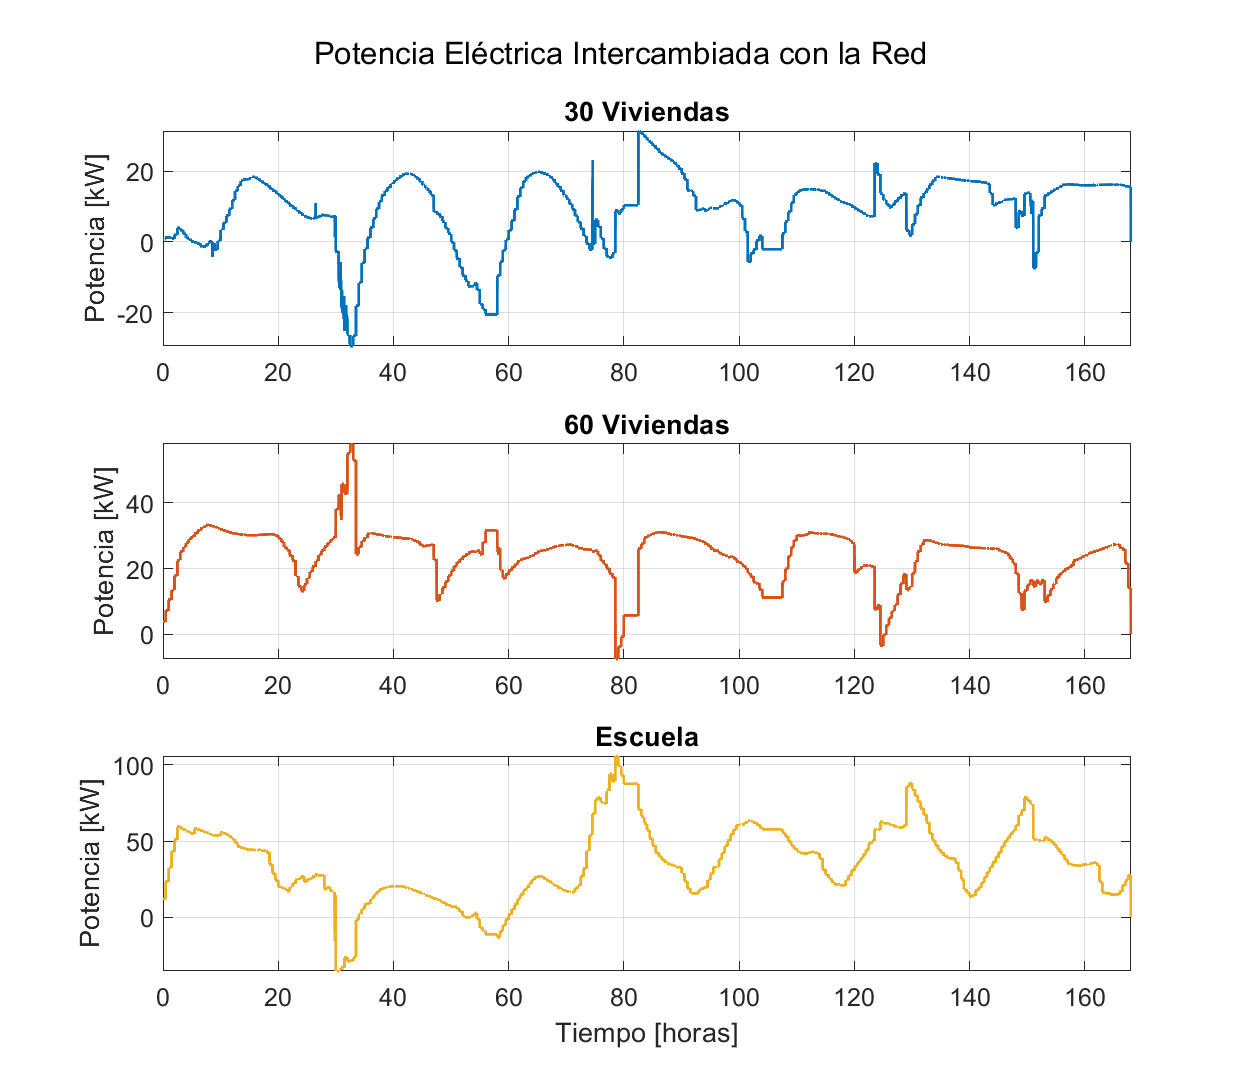 Potencia Eléctrica Intercambiada con la Red
30 Viviendas
Potencia [kW]
20
0
-20
0 20 40 60 80 100 120 140 160
60 Viviendas
Potencia [kW]
40
20
0
0 20 40 60 80 100 120 140 160
Escuela
Potencia [kW]
100
50
0
0 20 40 60 80 100 120 140 160
Tiempo [horas]